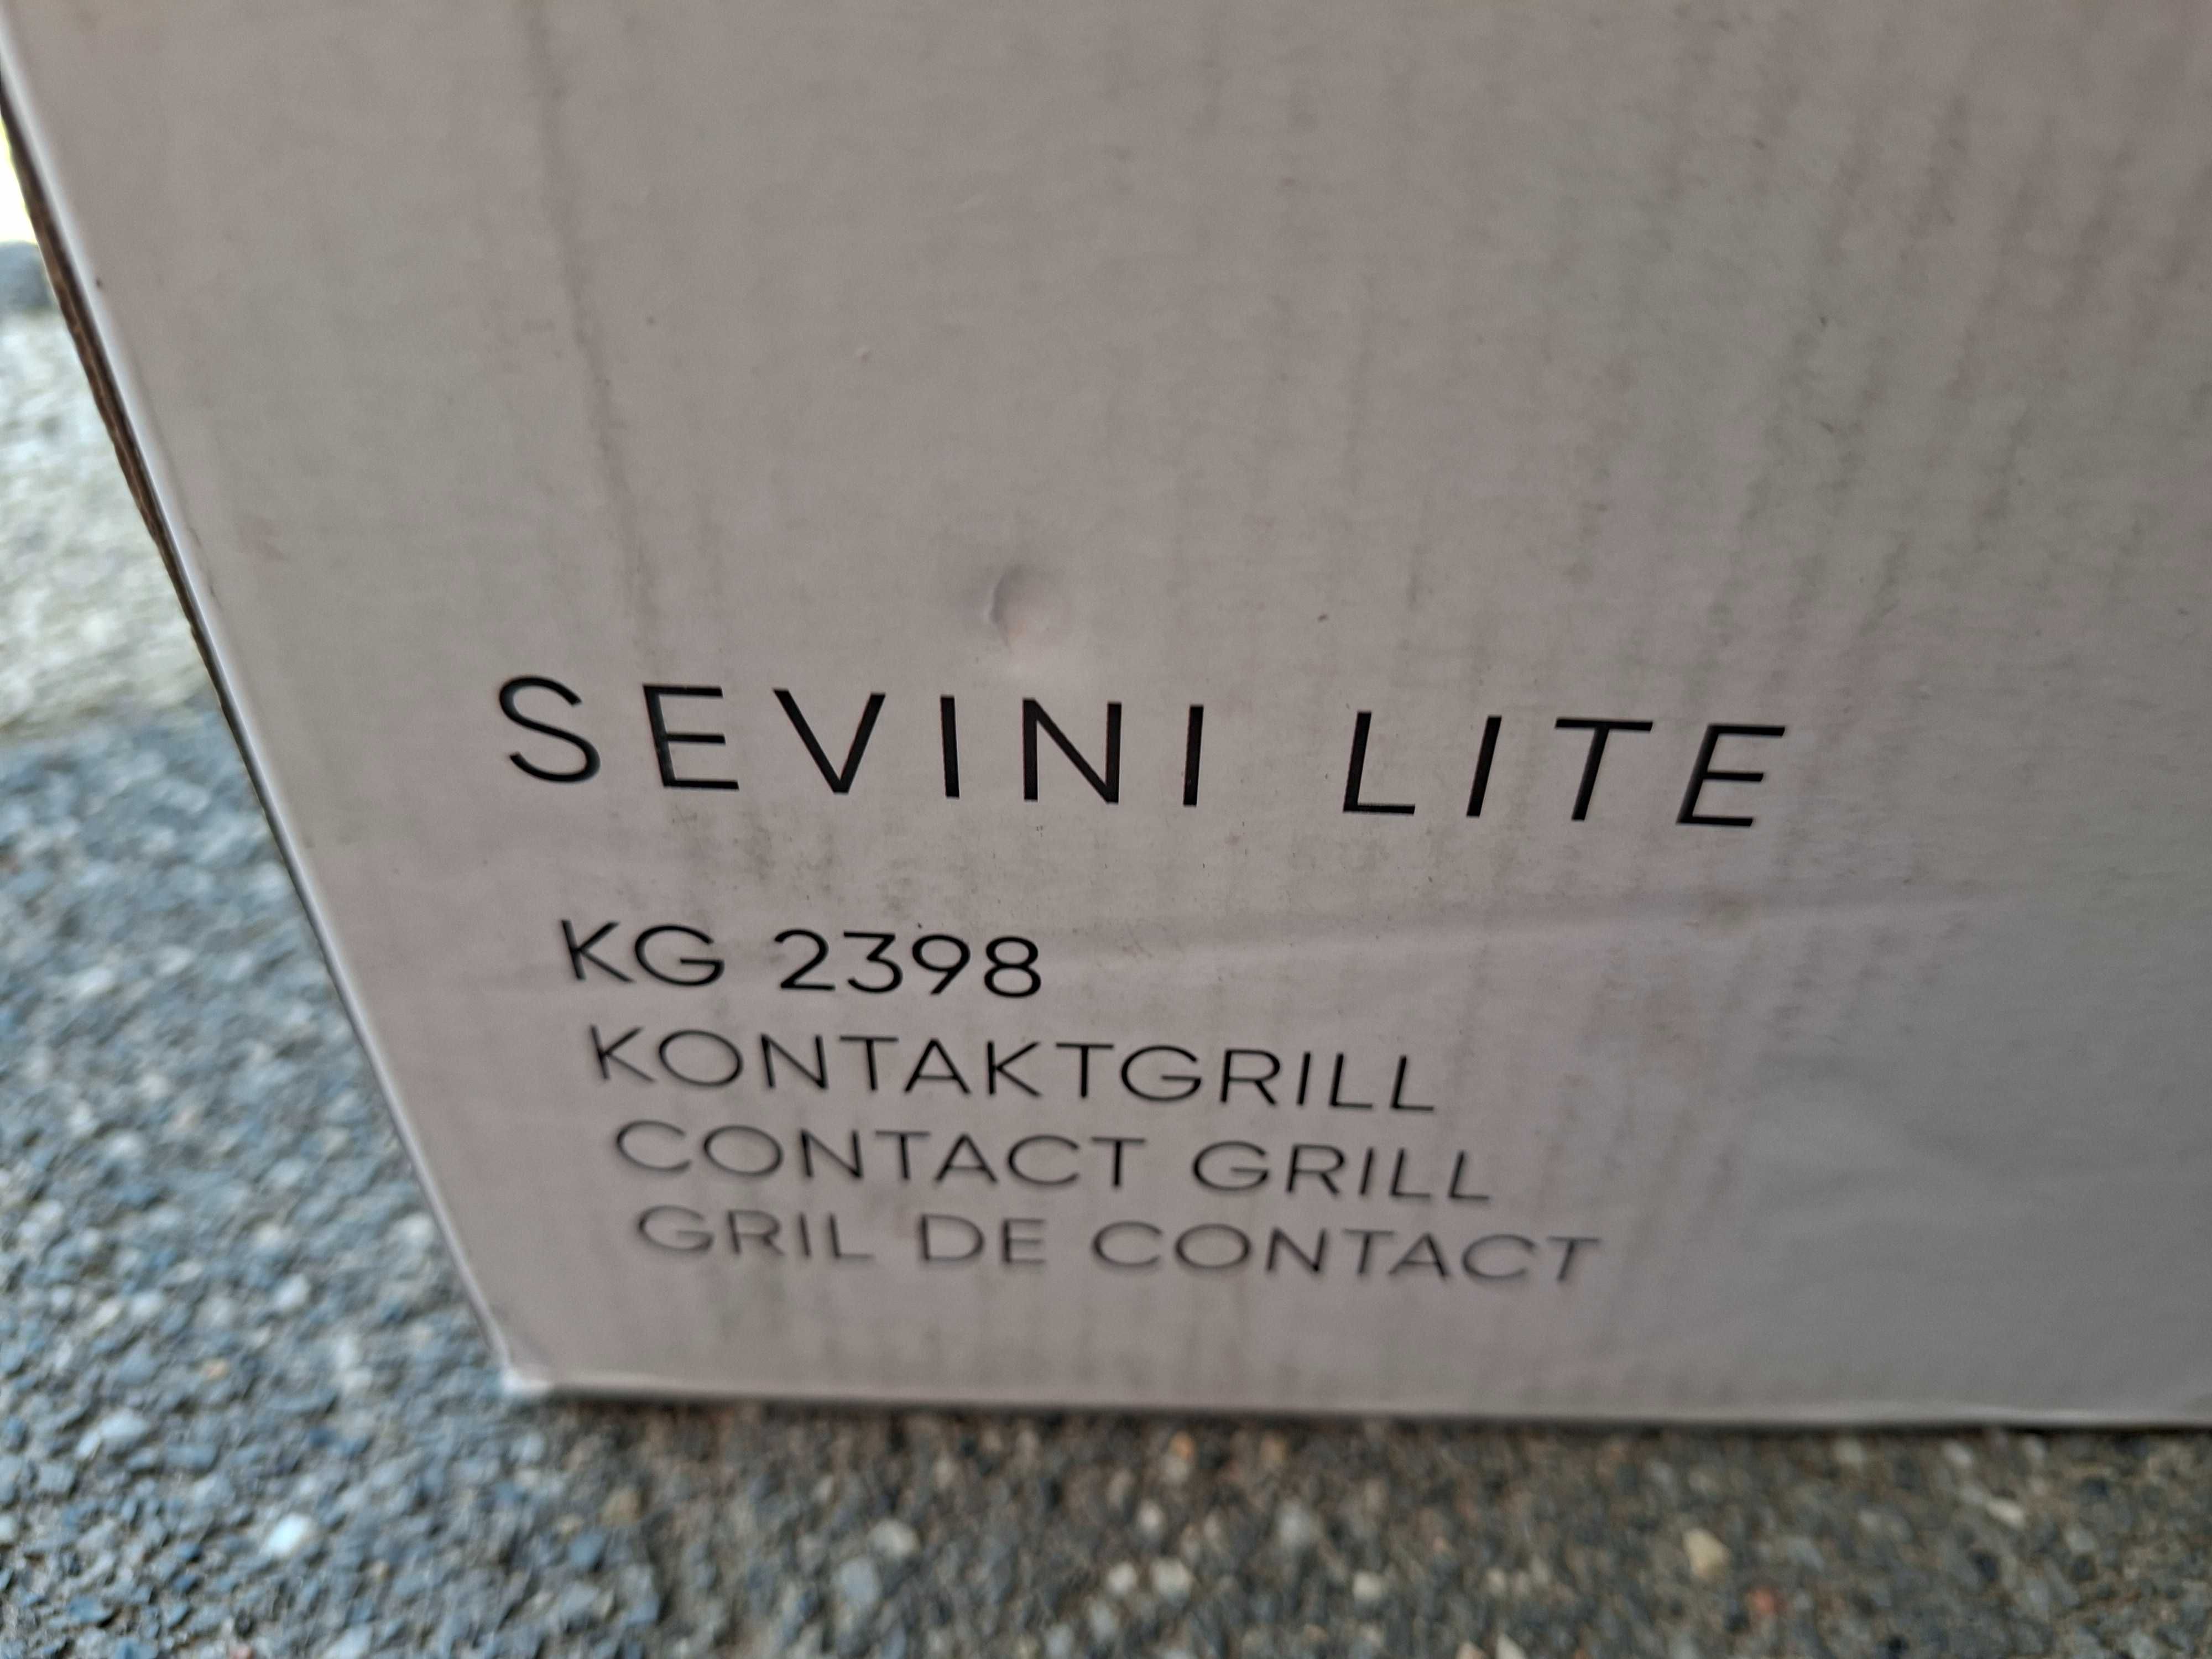 SEVINI LITE
KG 2398
KONTAKTGRILL
CONTACT GRILL
GRIL DE CONTACT